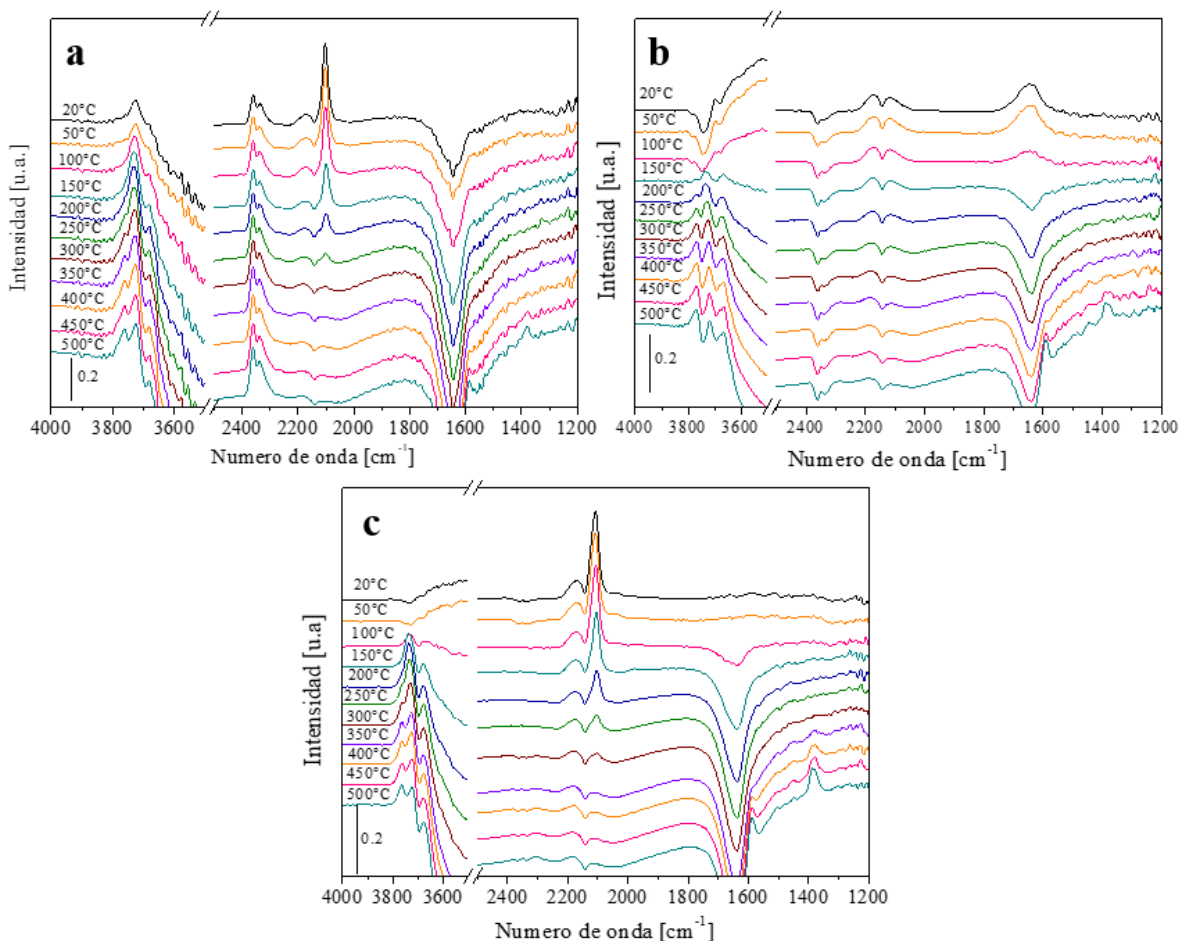 a
20°C
50°C
100°C
150°C
200°C
250°C
300°C
350°C
400°C
450°C
500°C
0.2
Intensidad [u.a.]
4000 3800 3600 2400 2200 2000 1800 1600 1400 1200
Numero de onda [cm⁻¹]
b
20°C
50°C
100°C
150°C
200°C
250°C
300°C
350°C
400°C
450°C
500°C
0.2
Intensidad [u.a.]
4000 3800 3600 2400 2200 2000 1800 1600 1400 1200
Numero de onda [cm⁻¹]
c
20°C
50°C
100°C
150°C
200°C
250°C
300°C
350°C
400°C
450°C
500°C
0.2
Intensidad [u.a]
4000 3600 2400 2200 2000 1800 1600 1400 1200
Numero de onda [cm⁻¹]